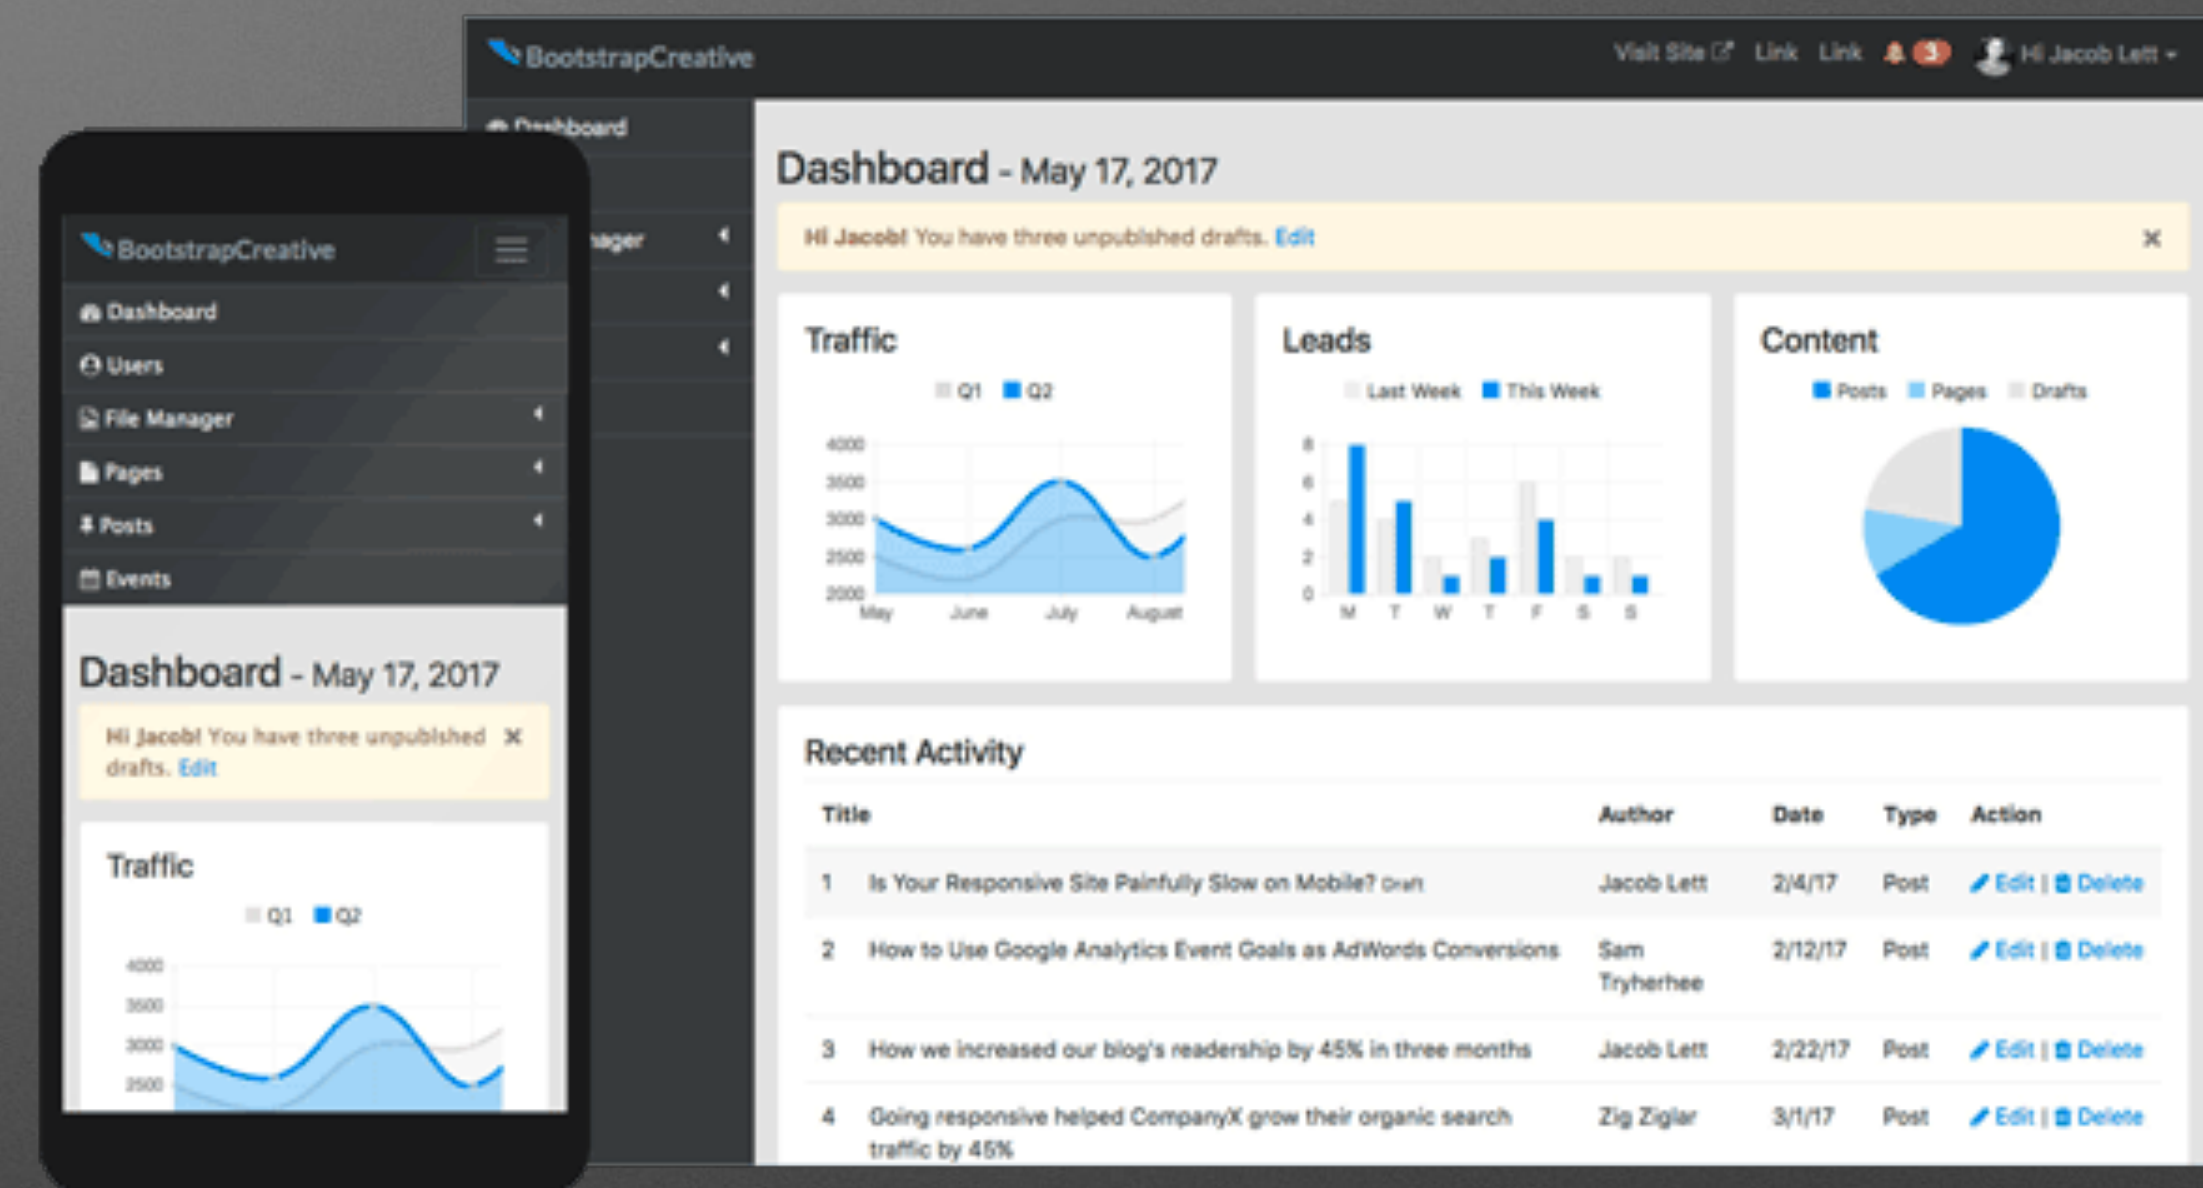 BootstrapCreative
Visit Site Link Link 3 Hi Jacob Lett
Dashboard
nager
Dashboard - May 17, 2017
Hi Jacob! You have three unpublshed drafts. Edit
Traffic
Q1 Q2
4000
3500
3000
2500
2000
May June July August
Leads
Last Week This Week
8
6
4
2
0
M T W T F S S
Content
Posts Pages Drafts
Recent Activity
Title Author Date Type Action
1 Is Your Responsive Site Painfully Slow on Mobile? Draft Jacob Lett 2/4/17 Post Edit | Delete
2 How to Use Google Analytics Event Goals as AdWords Conversions Sam Tryherhee 2/12/17 Post Edit | Delete
3 How we increased our blog's readership by 45% in three months Jacob Lett 2/22/17 Post Edit | Delete
4 Going responsive helped CompanyX grow their organic search
traffic by 45% Zig Ziglar 3/1/17 Post Edit | Delete
BootstrapCreative
Dashboard
Users
File Manager
Pages
Posts
Events
Dashboard - May 17, 2017
Hi Jacob! You have three unpublshed
drafts. Edit
Traffic
Q1 Q2
4000
3500
3000
2500